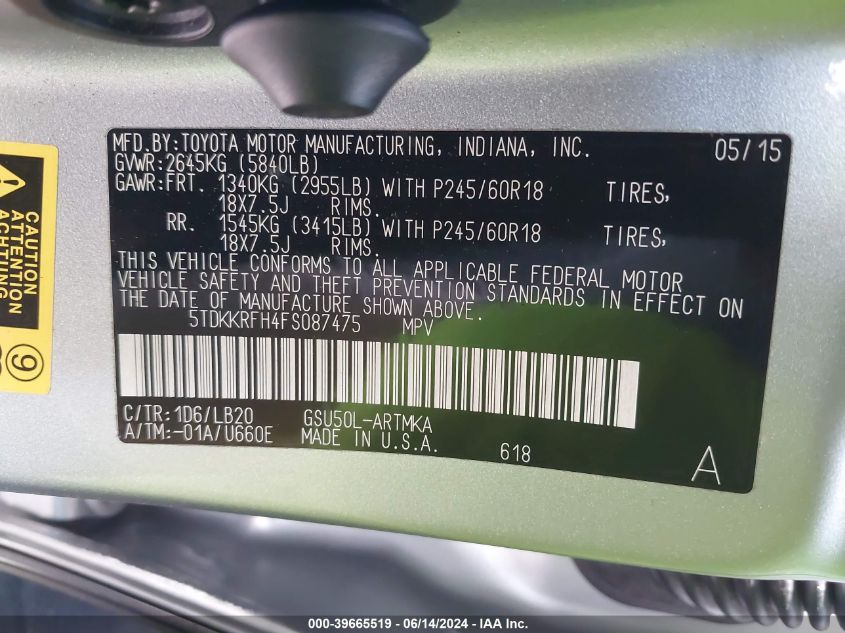 MFD.BY:TOYOTA MOTOR MANUFACTURING, INDIANA, INC. 05/15
GVWR:2645KG (5840LB)
GAWR:FRT. 1340KG (2955LB) WITH P245/60R18 TIRES,
18X7.5J RIMS.
RR. 1545KG (3415LB) WITH P245/60R18 TIRES,
18X7.5J RIMS.
THIS VEHICLE CONFORMS TO ALL APPLICABLE FEDERAL MOTOR
VEHICLE SAFETY AND THEFT PREVENTION STANDARDS IN EFFECT ON
THE DATE OF MANUFACTURE SHOWN ABOVE.
5TDKKRFH4FS087475 MPV
C/TR:1D6/LB20 GSU50L-ARTMKA
A/TM:-01A/U660E MADE IN U.S.A.
618 A
CAUTION
ATTENTION
ACHTUNG
9
000-39665519 - 06/14/2024 - IAA Inc.